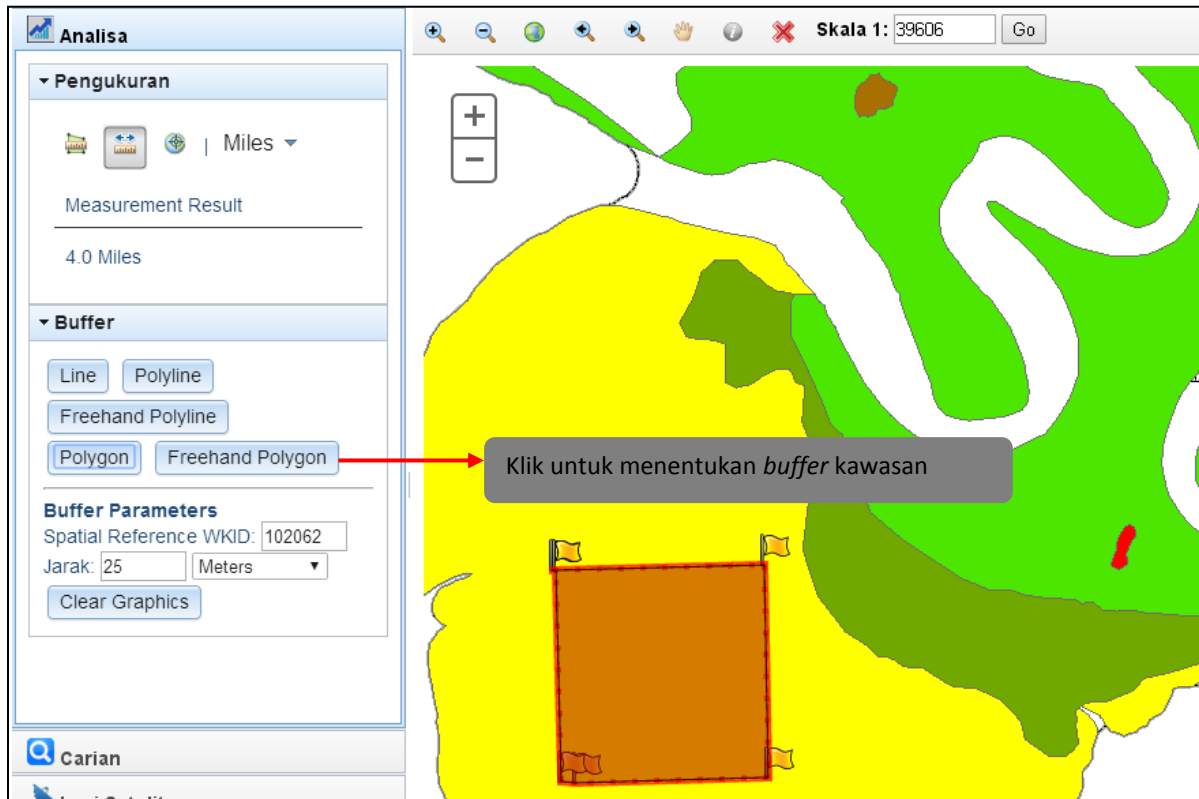 Analisa
Pengukuran
Miles
Measurement Result
4.0 Miles
Buffer
Line Polyline
Freehand Polyline
Polygon Freehand Polygon
Buffer Parameters
Spatial Reference WKID: 102062
Jarak: 25 Meters
Clear Graphics
Carian
Skala 1: 39606 Go
+
−
Klik untuk menentukan buffer kawasan